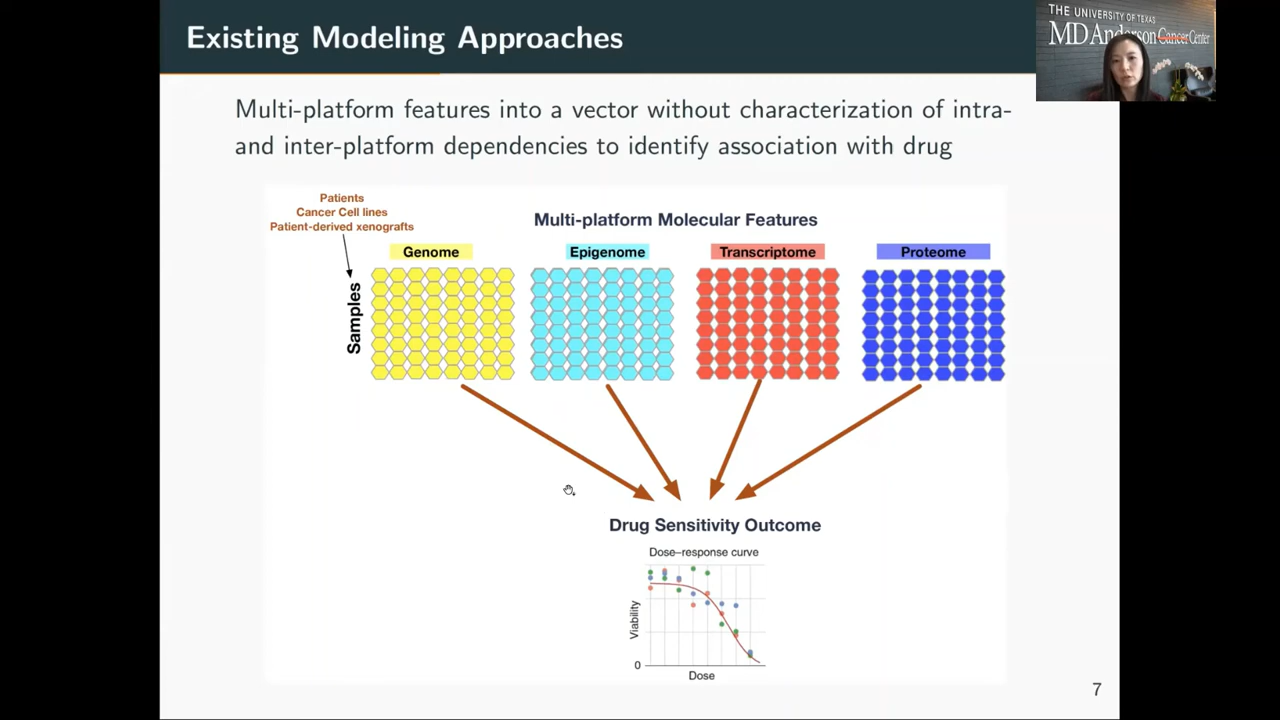 Existing Modeling Approaches
THE UNIVERSITY OF TEXAS
MD Anderson Cancer Center
Multi-platform features into a vector without characterization of intra-
and inter-platform dependencies to identify association with drug
Patients
Cancer Cell lines
Patient-derived xenografts
Multi-platform Molecular Features
Genome
Epigenome
Transcriptome
Proteome
Samples
Drug Sensitivity Outcome
Dose–response curve
Viability
0
Dose
7